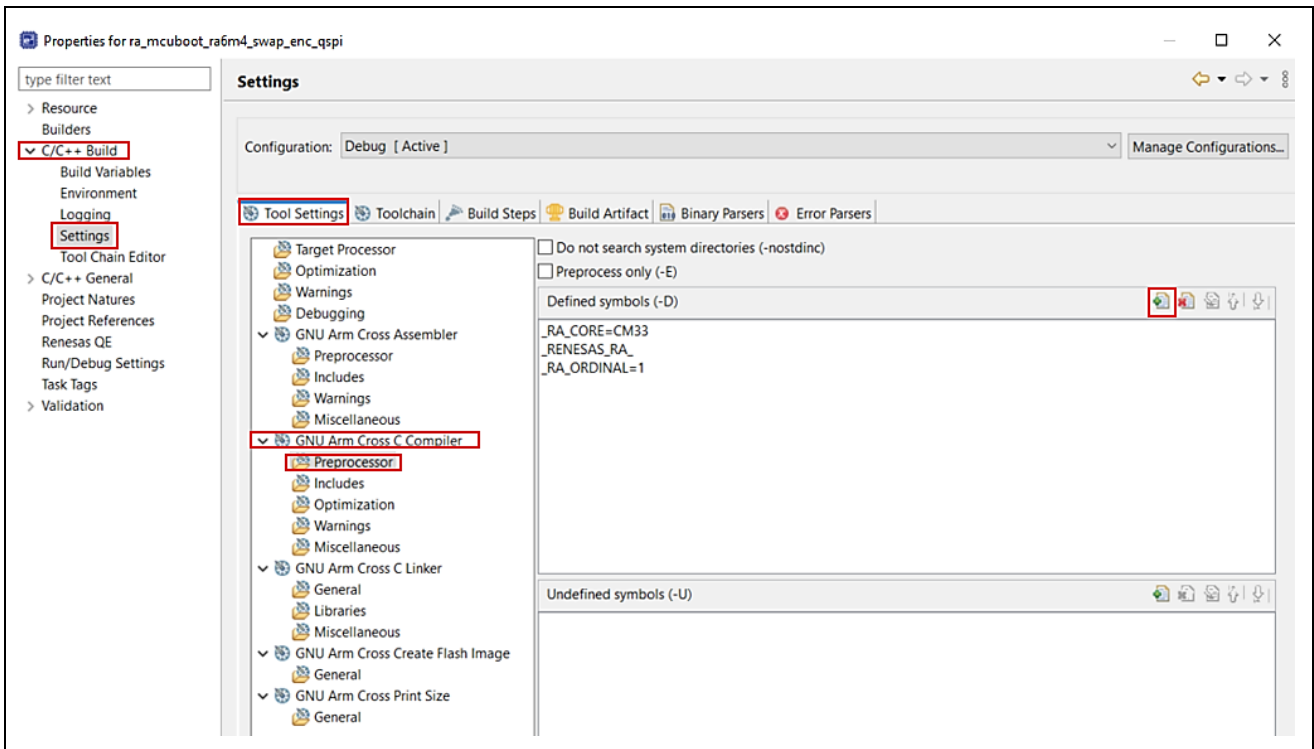 Properties for ra_mcuboot_ra6m4_swap_enc_qspi
type filter text
Resource
Builders
C/C++ Build
Build Variables
Environment
Logging
Settings
Tool Chain Editor
C/C++ General
Project Natures
Project References
Renesas QE
Run/Debug Settings
Task Tags
Validation
Settings
Configuration: Debug [ Active ]
Manage Configurations...
Tool Settings Toolchain Build Steps Build Artifact Binary Parsers Error Parsers
Target Processor
Optimization
Warnings
Debugging
GNU Arm Cross Assembler
Preprocessor
Includes
Warnings
Miscellaneous
GNU Arm Cross C Compiler
Preprocessor
Includes
Optimization
Warnings
Miscellaneous
GNU Arm Cross C Linker
General
Libraries
Miscellaneous
GNU Arm Cross Create Flash Image
General
GNU Arm Cross Print Size
General
Do not search system directories (-nostdinc)
Preprocess only (-E)
Defined symbols (-D)
_RA_CORE=CM33
_RENESAS_RA_
_RA_ORDINAL=1
Undefined symbols (-U)